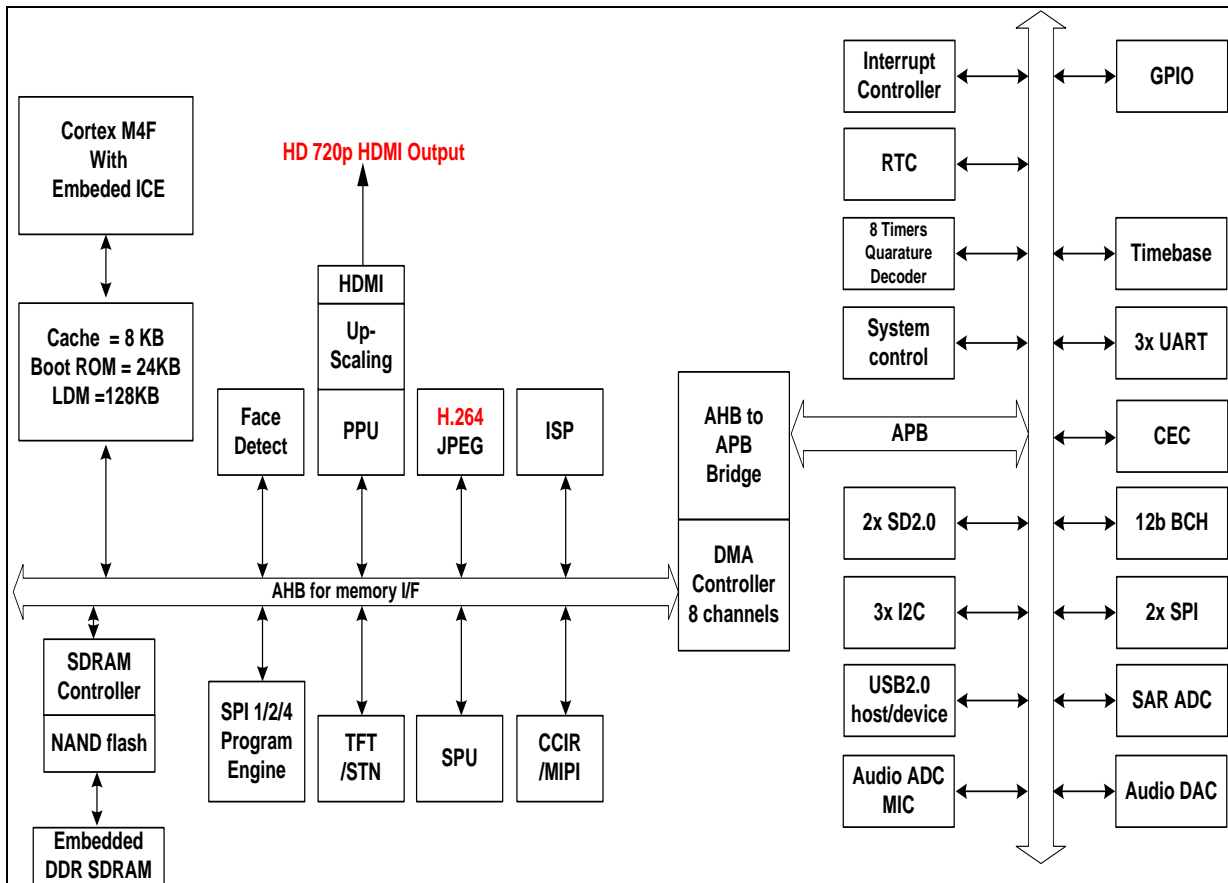 Cortex M4F
With
Embeded ICE
Cache = 8 KB
Boot ROM = 24KB
LDM =128KB
HD 720p HDMI Output
HDMI
Up-
Scaling
PPU
Face
Detect
H.264
JPEG
ISP
AHB for memory I/F
SDRAM
Controller
NAND flash
Embedded
DDR SDRAM
SPI 1/2/4
Program
Engine
TFT
/STN
SPU
CCIR
/MIPI
AHB to
APB
Bridge
DMA
Controller
8 channels
APB
Interrupt
Controller
GPIO
RTC
8 Timers
Quarature
Decoder
Timebase
System
control
3x UART
CEC
2x SD2.0
12b BCH
3x I2C
2x SPI
USB2.0
host/device
SAR ADC
Audio ADC
MIC
Audio DAC